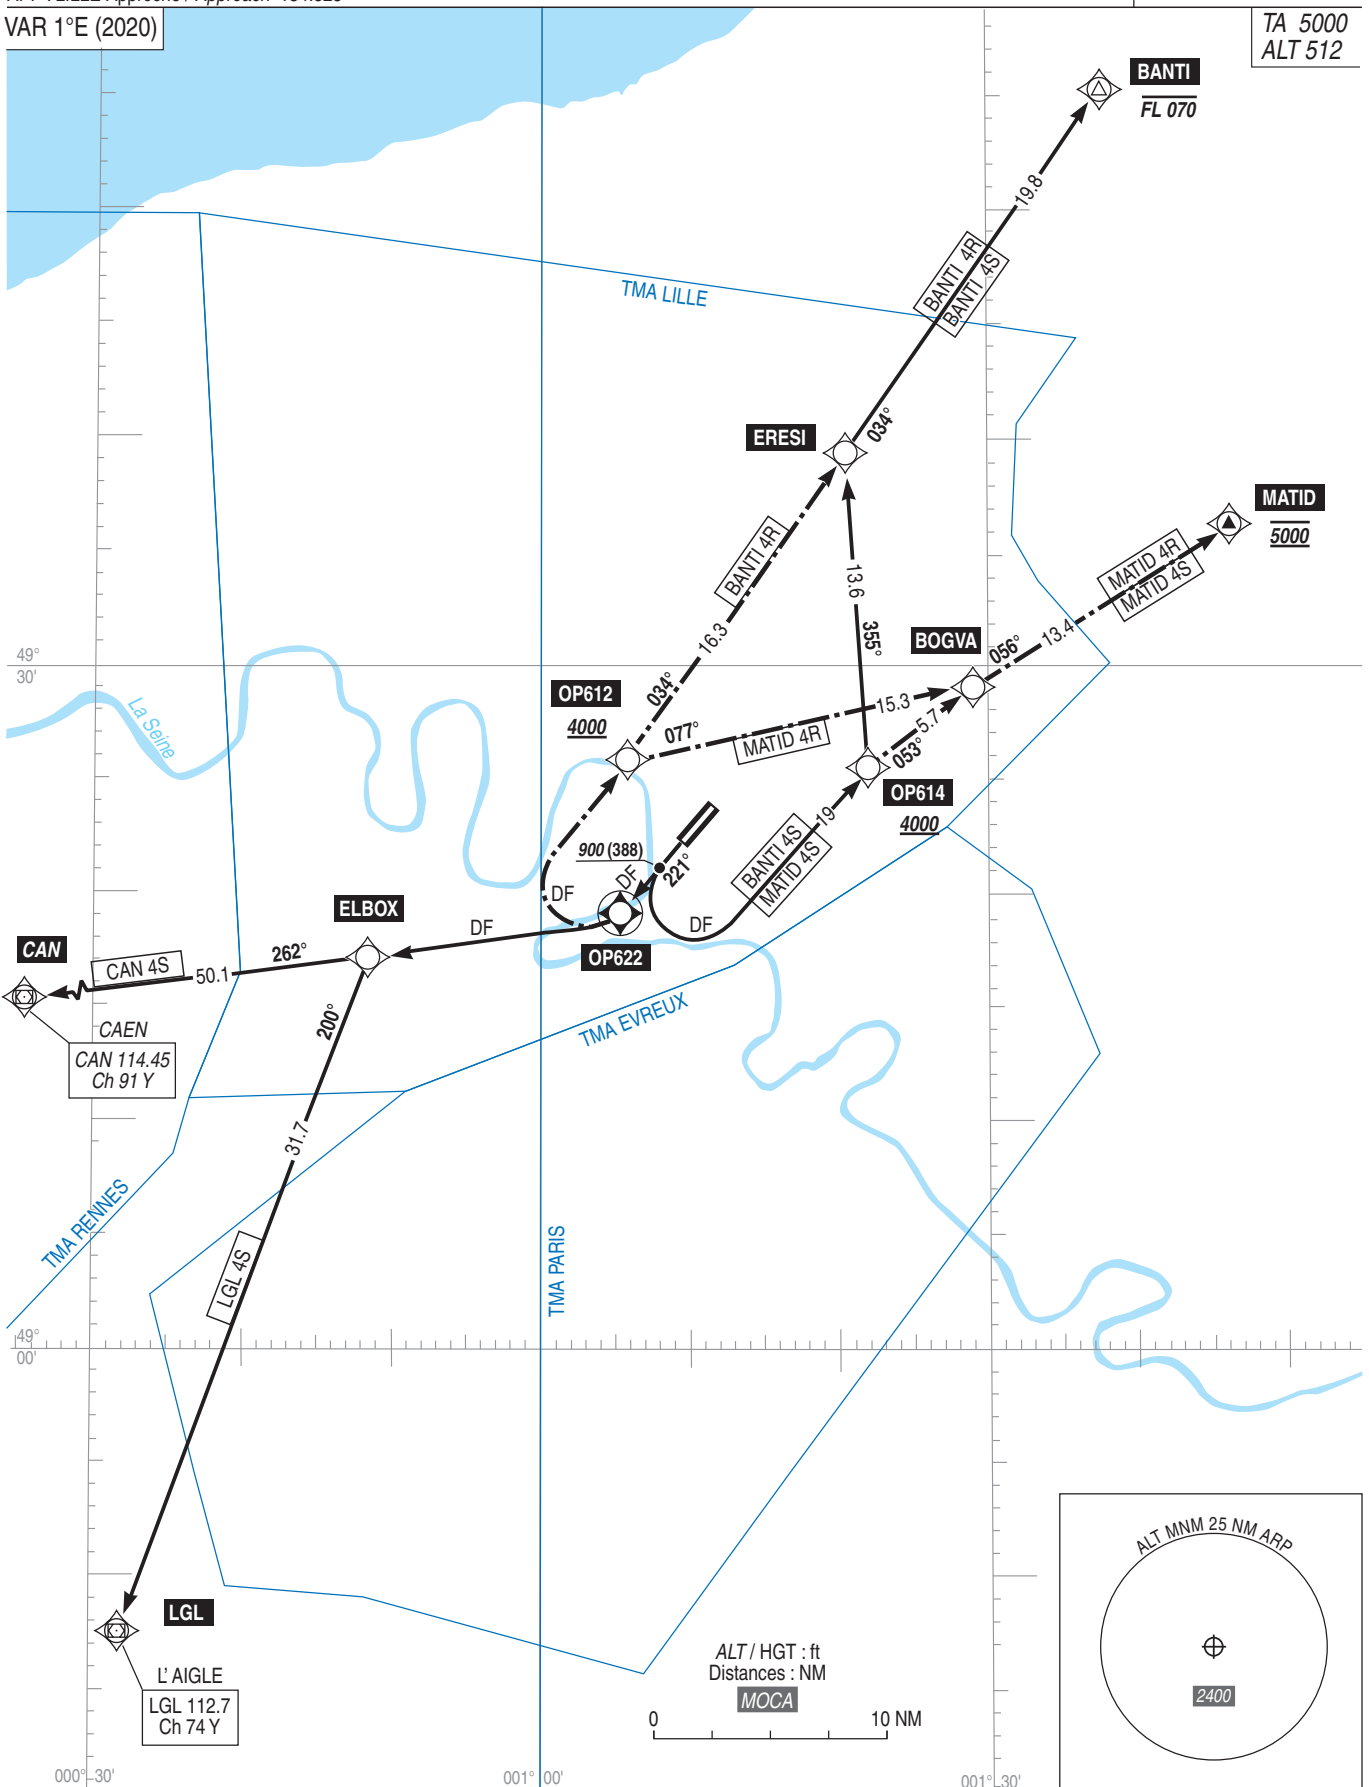 VAR 1°E (2020)
TA 5000
ALT 512
BANTI
FL 070
19.8
BANTI 4R
BANTI 4S
TMA LILLE
ERESI
034°
MATID
5000
BANTI 4R
MATID 4R
MATID 4S
13.6
16.3
355°
BOGVA
056°
13.4
49°
30'
La Seine
OP612
4000
034°
077°
15.3
MATID 4R
5.7
053°
OP614
4000
19
BANTI 4S
MATID 4S
900 (388)
DF
221°
DF
DF
ELBOX
DF
OP622
CAN
CAN 4S
50.1
262°
200°
CAEN
CAN 114.45
Ch 91 Y
TMA EVREUX
31.7
TMA RENNES
LGL 4S
TMA PARIS
49°
00'
ALT MNM 25 NM ARP
2400
LGL
L' AIGLE
LGL 112.7
Ch 74 Y
ALT / HGT : ft
Distances : NM
MOCA
0
10 NM
000° 30'
001° 00'
001° 30'